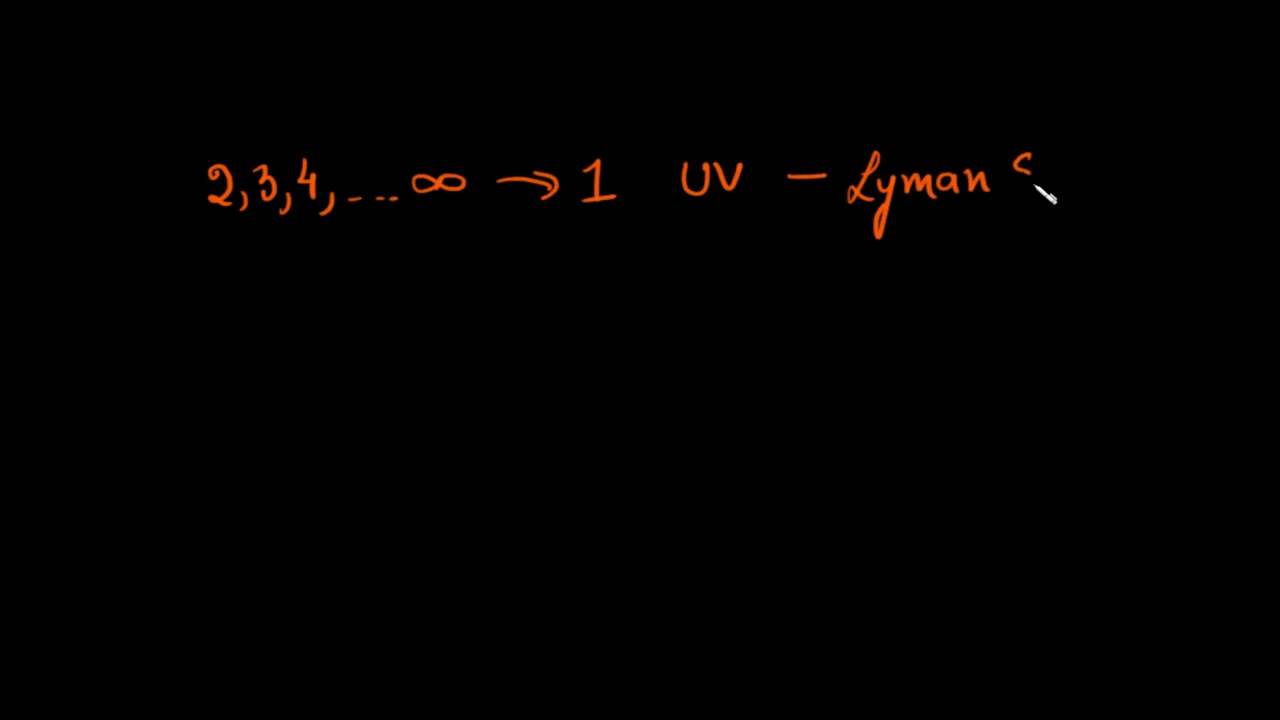 2,3,4,--.. ∞ → 1 UV - Lyman S